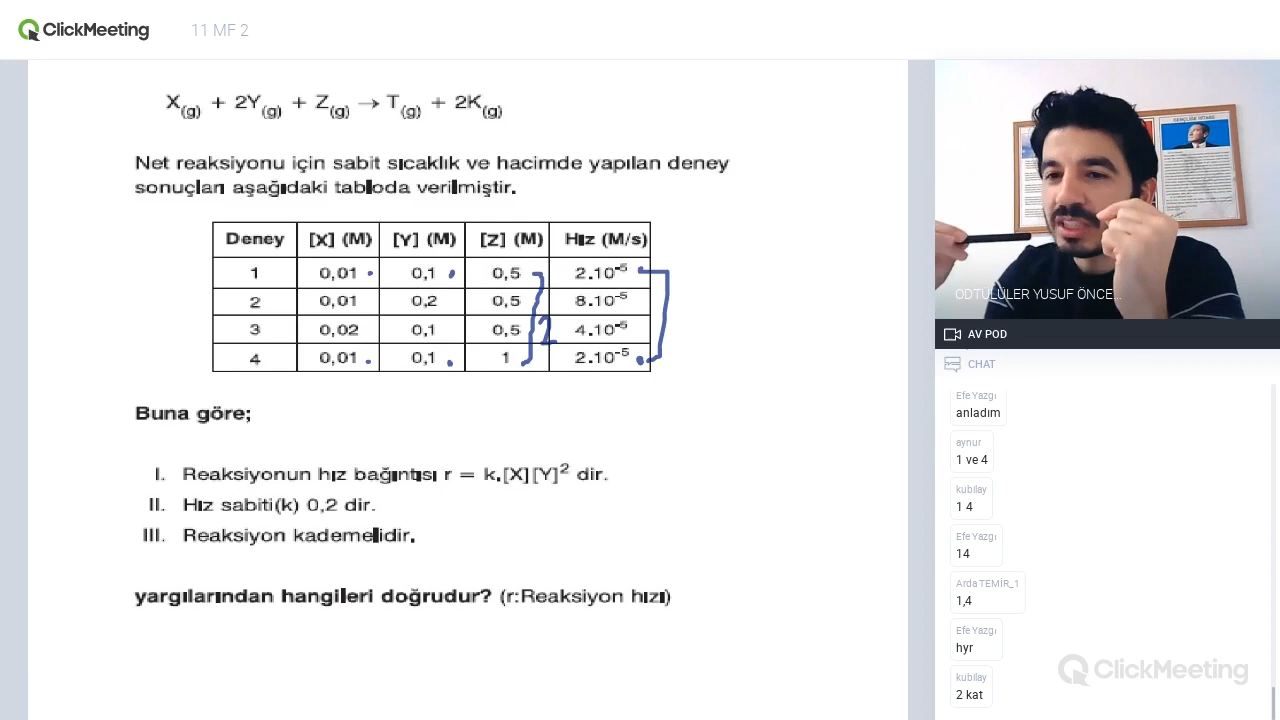 ClickMeeting 11 MF 2
X(g) + 2Y(g) + Z(g) → T(g) + 2K(g)
Net reaksiyonu için sabit sıcaklık ve hacimde yapılan deney
sonuçları aşağıdaki tabloda verilmiştir.
Deney [X] (M) [Y] (M) [Z] (M) Hız (M/s)
1 0,01 0,1 0,5 2.10⁻⁵
2 0,01 0,2 0,5 8.10⁻⁵
3 0,02 0,1 0,5 4.10⁻⁵
4 0,01 0,1 1 2.10⁻⁵
2
Buna göre;
I. Reaksiyonun hız bağıntısı r = k.[X][Y]² dir.
II. Hız sabiti(k) 0,2 dir.
III. Reaksiyon kademelidir.
yargılarından hangileri doğrudur? (r:Reaksiyon hızı)
GENÇLİĞE HİTABE
ODTÜLÜLER YUSUF ÖNCE...
AV POD
CHAT
Efe Yazgı
anladım
aynur
1 ve 4
kubilay
1 4
Efe Yazgı
14
Arda TEMİR_1
1,4
Efe Yazgı
hyr
kubilay
2 kat
ClickMeeting